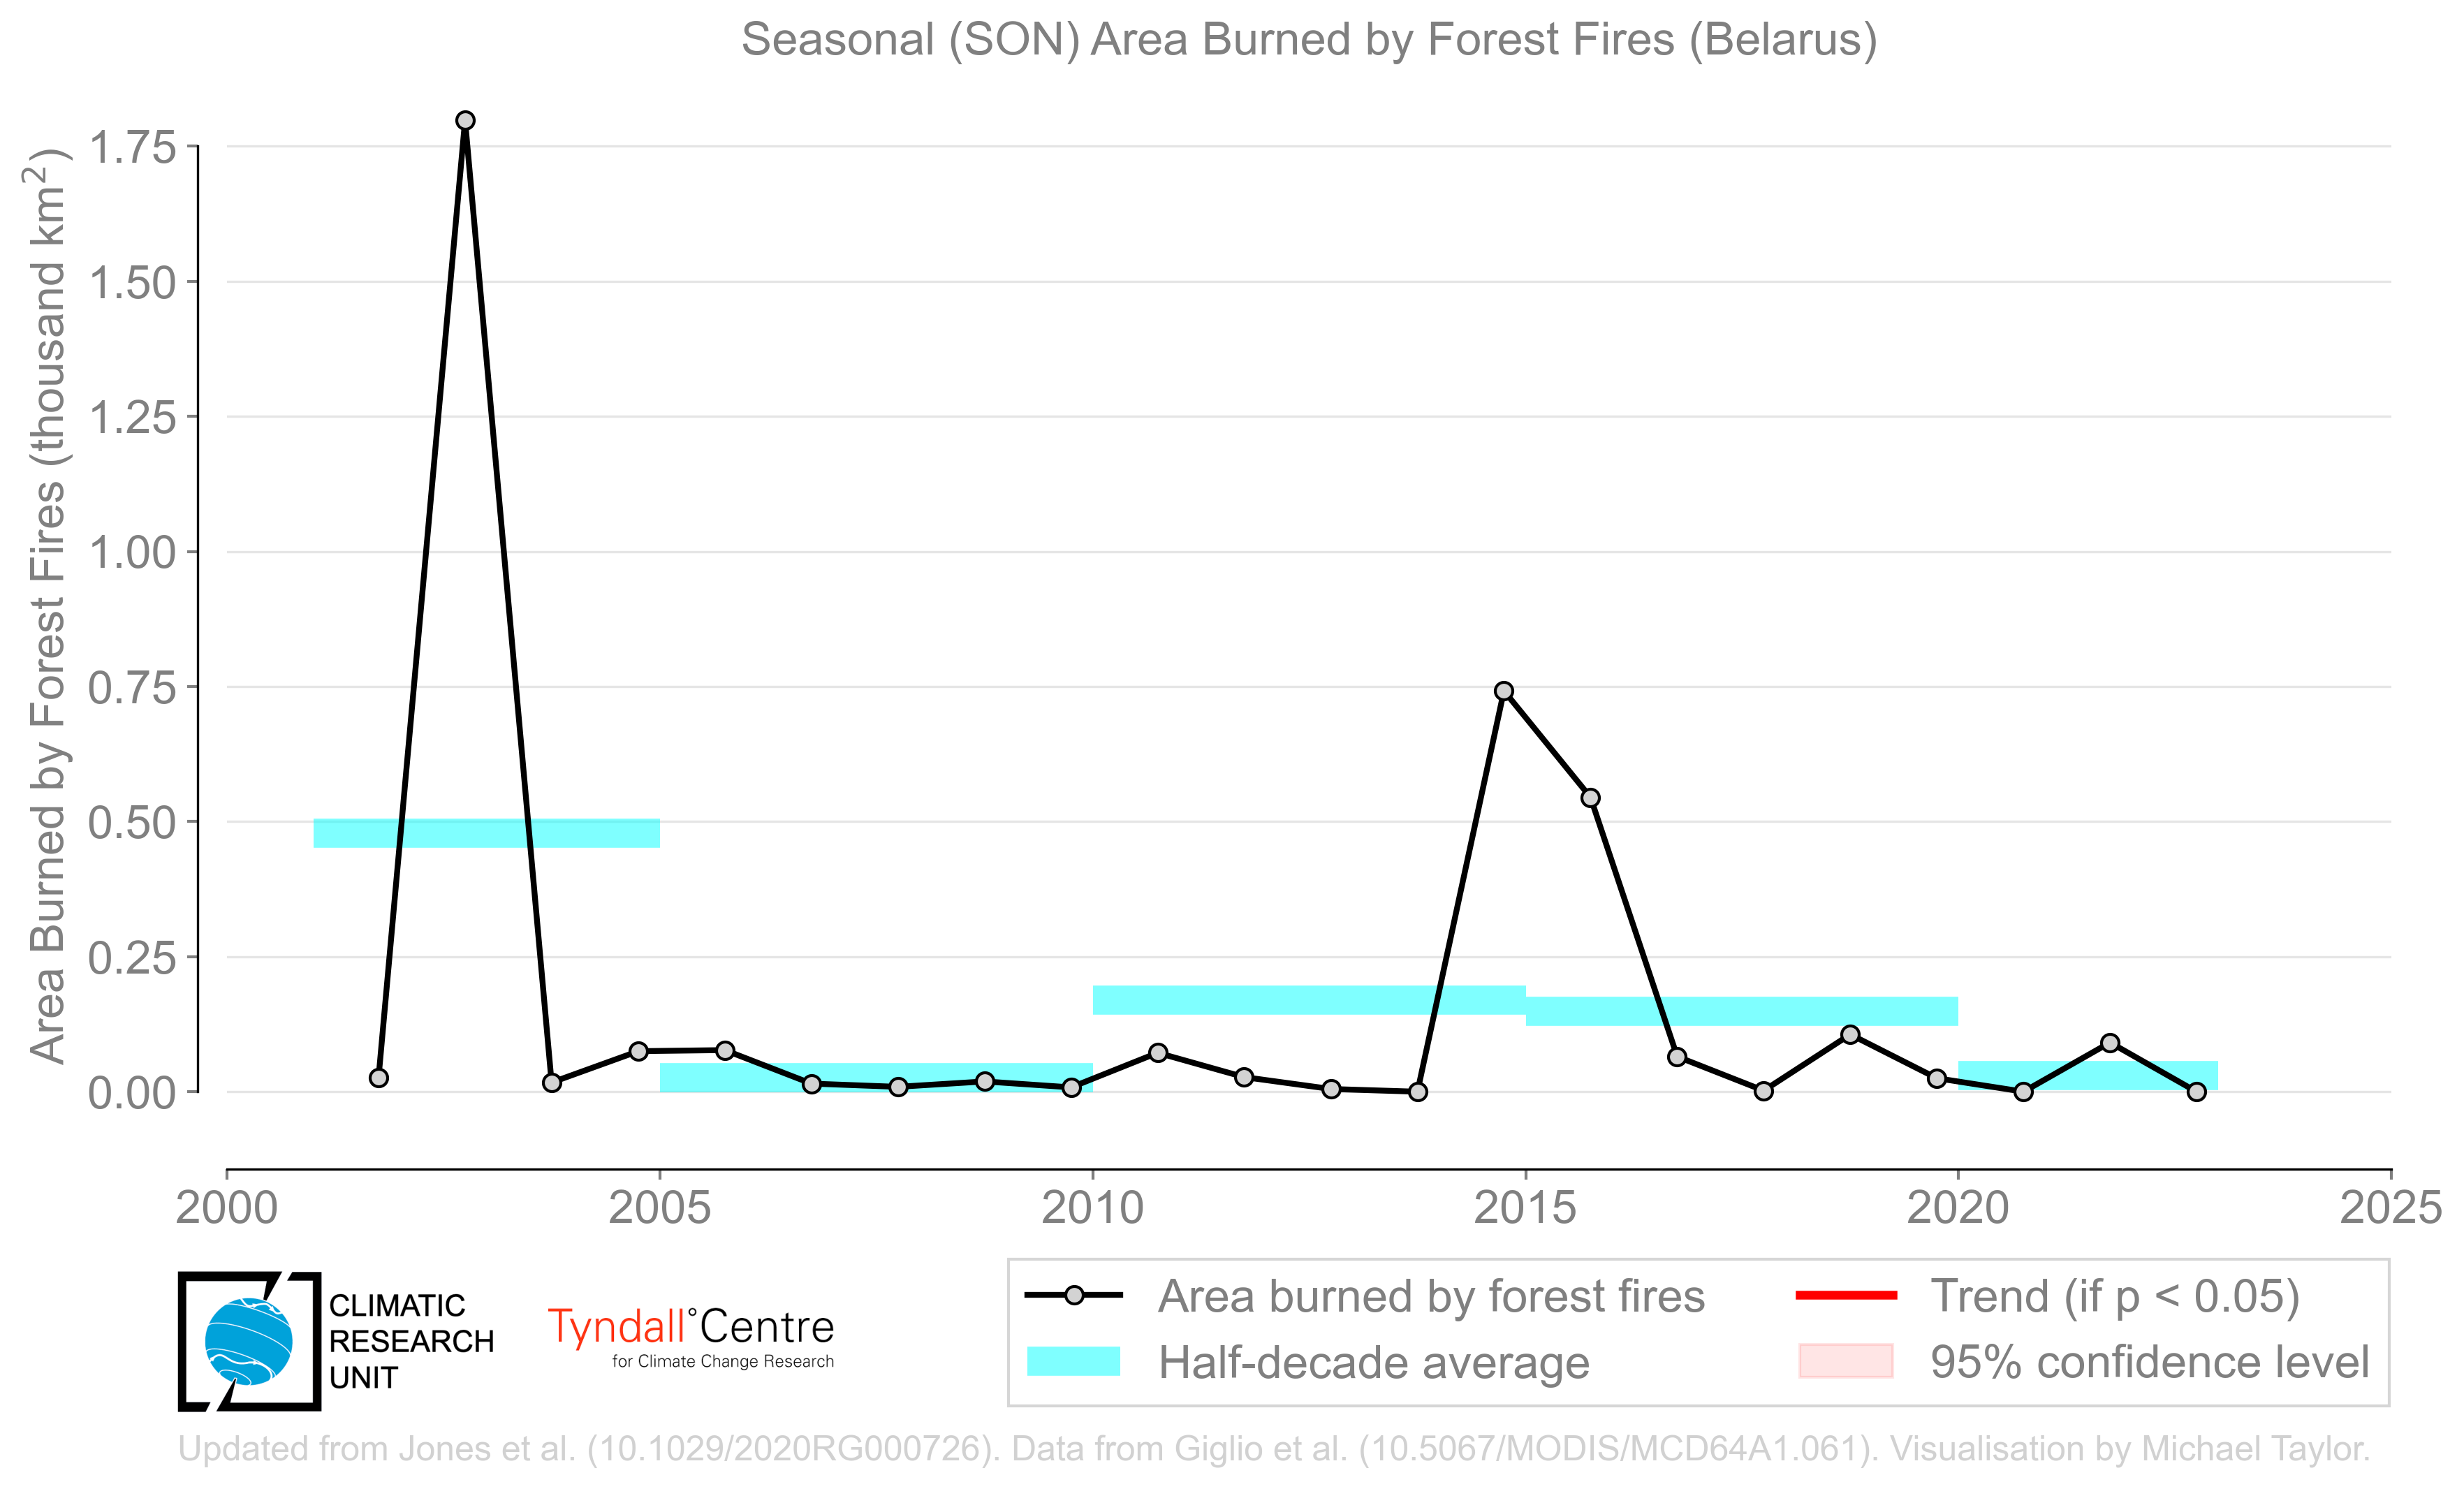 Seasonal (SON) Area Burned by Forest Fires (Belarus)
Area Burned by Forest Fires (thousand km²)
1.75
1.50
1.25
1.00
0.75
0.50
0.25
0.00
2000 2005 2010 2015 2020 2025
CLIMATIC
RESEARCH
UNIT
Tyndall°Centre
for Climate Change Research
Area burned by forest fires
Half-decade average
Trend (if p < 0.05)
95% confidence level
Updated from Jones et al. (10.1029/2020RG000726). Data from Giglio et al. (10.5067/MODIS/MCD64A1.061). Visualisation by Michael Taylor.